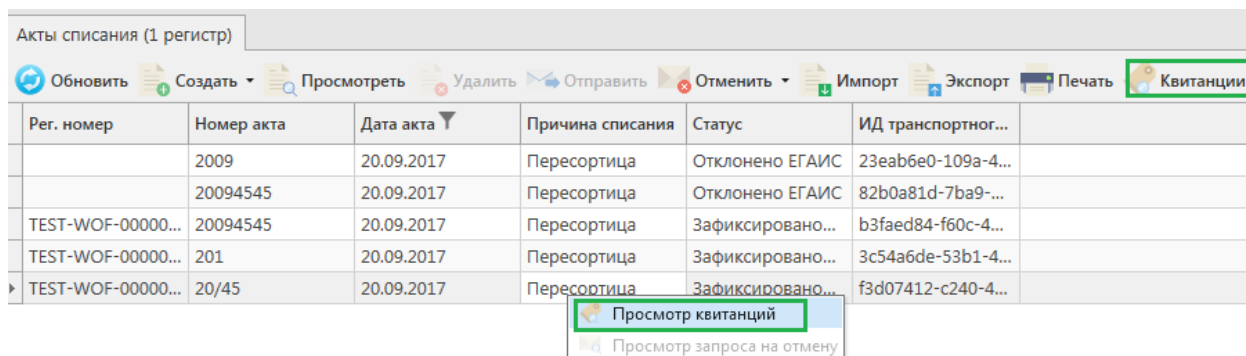 Акты списания (1 регистр)
Обновить Создать Просмотреть Удалить Отправить Отменить Импорт Экспорт Печать Квитанции
Рег. номер Номер акта Дата акта Причина списания Статус ИД транспортног...
2009 20.09.2017 Пересортица Отклонено ЕГАИС 23eab6e0-109a-4...
20094545 20.09.2017 Пересортица Отклонено ЕГАИС 82b0a81d-7ba9-...
TEST-WOF-00000... 20094545 20.09.2017 Пересортица Зафиксировано... b3faed84-f60c-4...
TEST-WOF-00000... 201 20.09.2017 Пересортица Зафиксировано... 3c54a6de-53b1-4...
TEST-WOF-00000... 20/45 20.09.2017 Пересортица Зафиксировано... f3d07412-c240-4...
Просмотр квитанций
Просмотр запроса на отмену